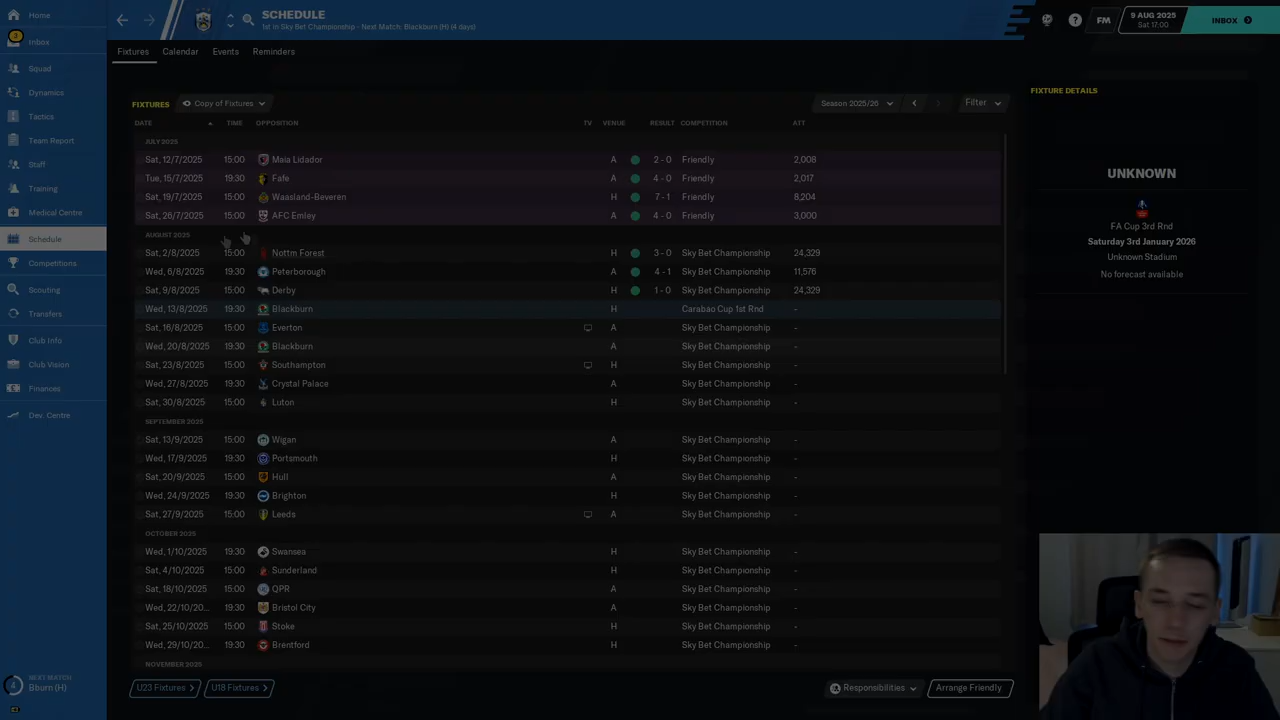 Home
SCHEDULE
1st in Sky Bet Championship - Next Match: Blackburn (H) (4 days)
FM
9 AUG 2025
Sat 17:00
INBOX
3
Inbox
Squad
Dynamics
Tactics
Team Report
Staff
Training
Medical Centre
Schedule
Competitions
Scouting
Transfers
Club Info
Club Vision
Finances
Dev. Centre
4
NEXT MATCH
Bburn (H)
Fixtures Calendar Events Reminders
FIXTURES Copy of Fixtures Season 2025/26 Filter
DATE TIME OPPOSITION TV VENUE RESULT COMPETITION ATT
JULY 2025
Sat, 12/7/2025 15:00 Maia Lidador A 2 - 0 Friendly 2,008
Tue, 15/7/2025 19:30 Fafe A 4 - 0 Friendly 2,017
Sat, 19/7/2025 15:00 Waasland-Beveren H 7 - 1 Friendly 8,204
Sat, 26/7/2025 15:00 AFC Emley A 4 - 0 Friendly 3,000
AUGUST 2025
Sat, 2/8/2025 15:00 Nottm Forest H 3 - 0 Sky Bet Championship 24,329
Wed, 6/8/2025 19:30 Peterborough A 4 - 1 Sky Bet Championship 11,576
Sat, 9/8/2025 15:00 Derby H 1 - 0 Sky Bet Championship 24,329
Wed, 13/8/2025 19:30 Blackburn H Carabao Cup 1st Rnd -
Sat, 16/8/2025 15:00 Everton A Sky Bet Championship -
Wed, 20/8/2025 19:30 Blackburn A Sky Bet Championship -
Sat, 23/8/2025 15:00 Southampton H Sky Bet Championship -
Wed, 27/8/2025 19:30 Crystal Palace A Sky Bet Championship -
Sat, 30/8/2025 15:00 Luton H Sky Bet Championship -
SEPTEMBER 2025
Sat, 13/9/2025 15:00 Wigan A Sky Bet Championship -
Wed, 17/9/2025 19:30 Portsmouth H Sky Bet Championship -
Sat, 20/9/2025 15:00 Hull A Sky Bet Championship -
Wed, 24/9/2025 19:30 Brighton H Sky Bet Championship -
Sat, 27/9/2025 15:00 Leeds A Sky Bet Championship -
OCTOBER 2025
Wed, 1/10/2025 19:30 Swansea H Sky Bet Championship -
Sat, 4/10/2025 15:00 Sunderland H Sky Bet Championship -
Sat, 18/10/2025 15:00 QPR A Sky Bet Championship -
Wed, 22/10/20... 19:30 Bristol City A Sky Bet Championship -
Sat, 25/10/2025 15:00 Stoke H Sky Bet Championship -
Wed, 29/10/20... 19:30 Brentford H Sky Bet Championship -
NOVEMBER 2025
U23 Fixtures U18 Fixtures Responsibilities Arrange Friendly
FIXTURE DETAILS
UNKNOWN
FA Cup 3rd Rnd
Saturday 3rd January 2026
Unknown Stadium
No forecast available